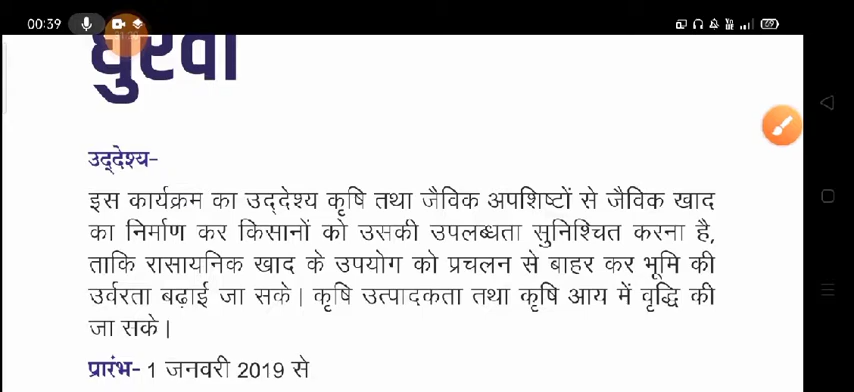 00:39
घुरवा
उद्देश्य-
इस कार्यक्रम का उद्देश्य कृषि तथा जैविक अपशिष्टों से जैविक खाद
का निर्माण कर किसानों को उसकी उपलब्धता सुनिश्चित करना है,
ताकि रासायनिक खाद के उपयोग को प्रचलन से बाहर कर भूमि की
उर्वरता बढ़ाई जा सके। कृषि उत्पादकता तथा कृषि आय में वृद्धि की
जा सके।
प्रारंभ- 1 जनवरी 2019 से